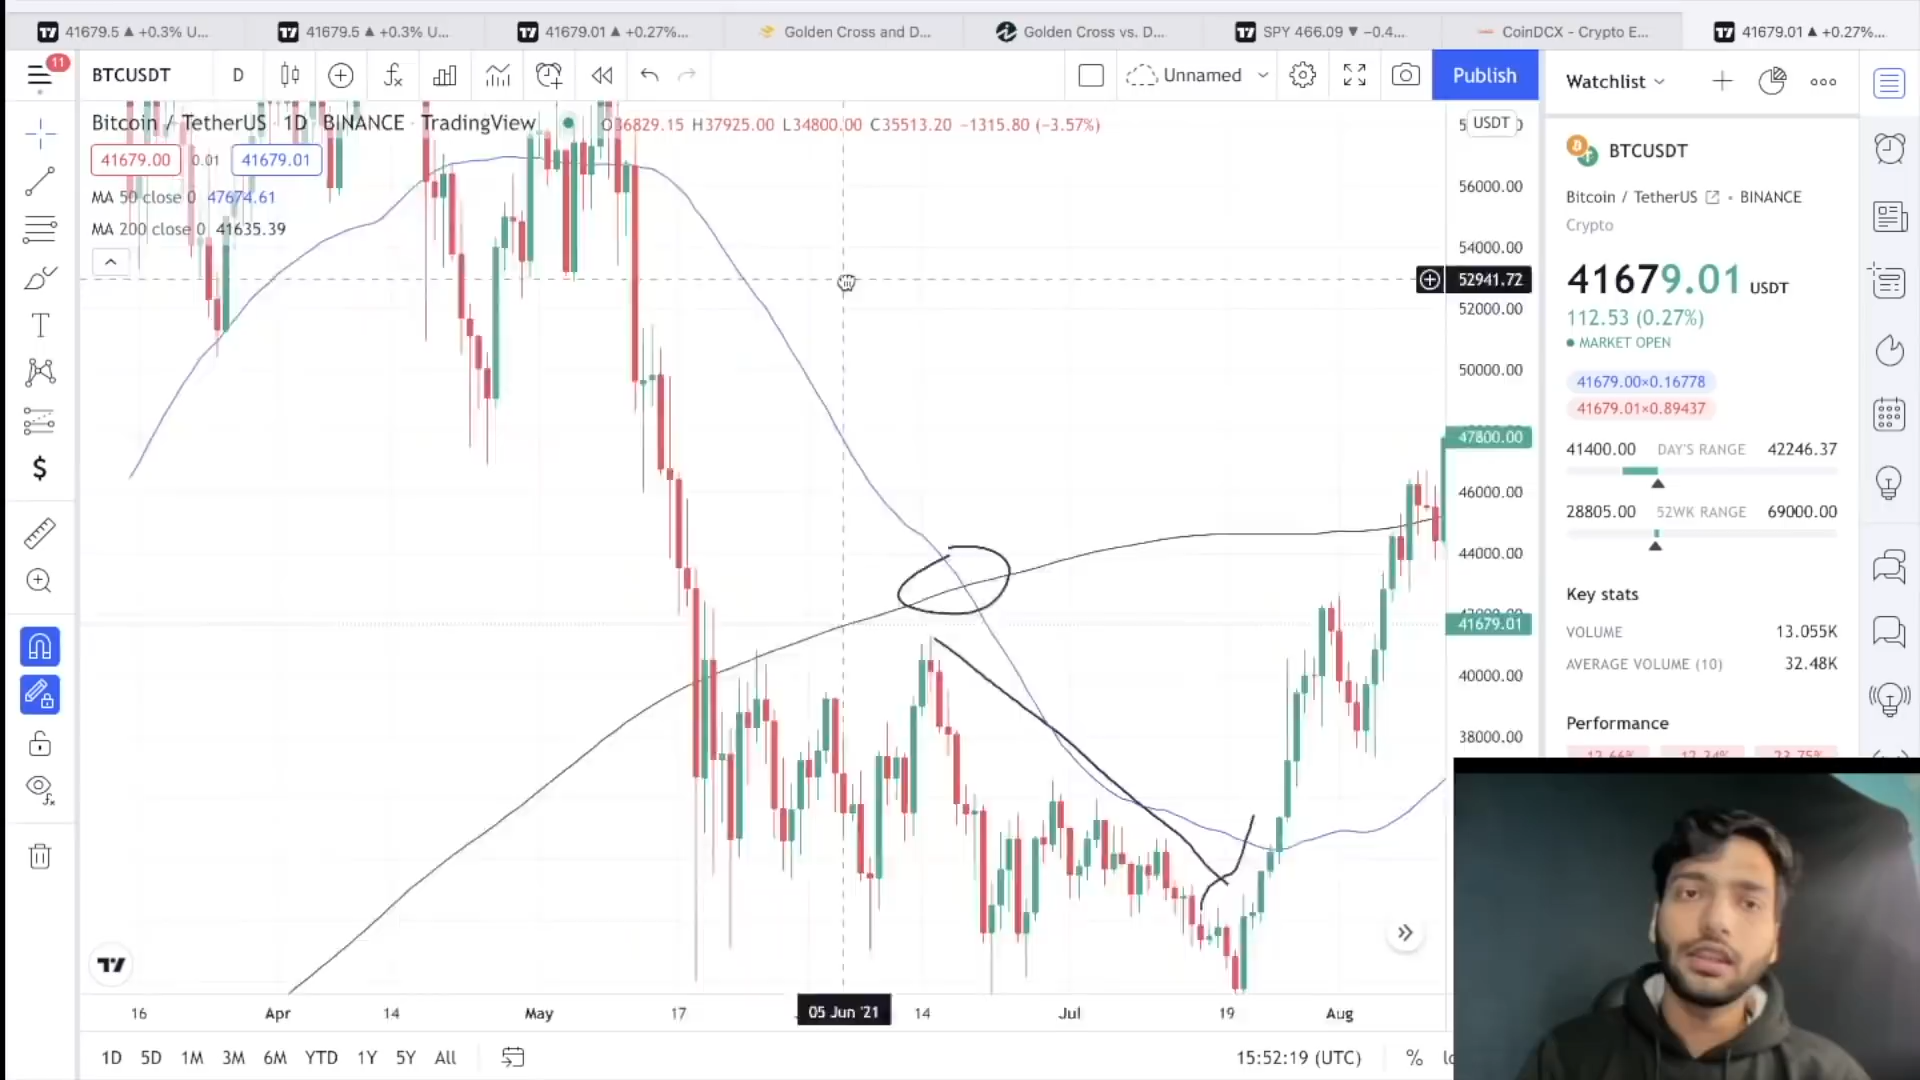 41679.5 ▲ +0.3% U...
41679.5 ▲ +0.3% U...
41679.01 ▲ +0.27%...
Golden Cross and D...
Golden Cross vs. D...
SPY 466.09 ▼ −0.4...
CoinDCX - Crypto E...
41679.01 ▲ +0.27%...
11
BTCUSDT
D
Unnamed
Publish
Bitcoin / TetherUS 1D BINANCE TradingView
O36829.15 H37925.00 L34800.00 C35513.20 −1315.80 (−3.57%)
41679.00
0.01
41679.01
MA 50 close 0 47674.61
MA 200 close 0 41635.39
T
$
USDT
56000.00
54000.00
52941.72
52000.00
50000.00
47800.00
46000.00
44000.00
42000.00
41679.01
40000.00
38000.00
16
Apr
14
May
17
05 Jun '21
14
Jul
19
Aug
1D
5D
1M
3M
6M
YTD
1Y
5Y
All
15:52:19 (UTC)
%
Watchlist
BTCUSDT
Bitcoin / TetherUS • BINANCE
Crypto
41679.01 USDT
112.53 (0.27%)
MARKET OPEN
41679.00×0.16778
41679.01×0.89437
41400.00 DAY'S RANGE 42246.37
28805.00 52WK RANGE 69000.00
Key stats
VOLUME 13.055K
AVERAGE VOLUME (10) 32.48K
Performance